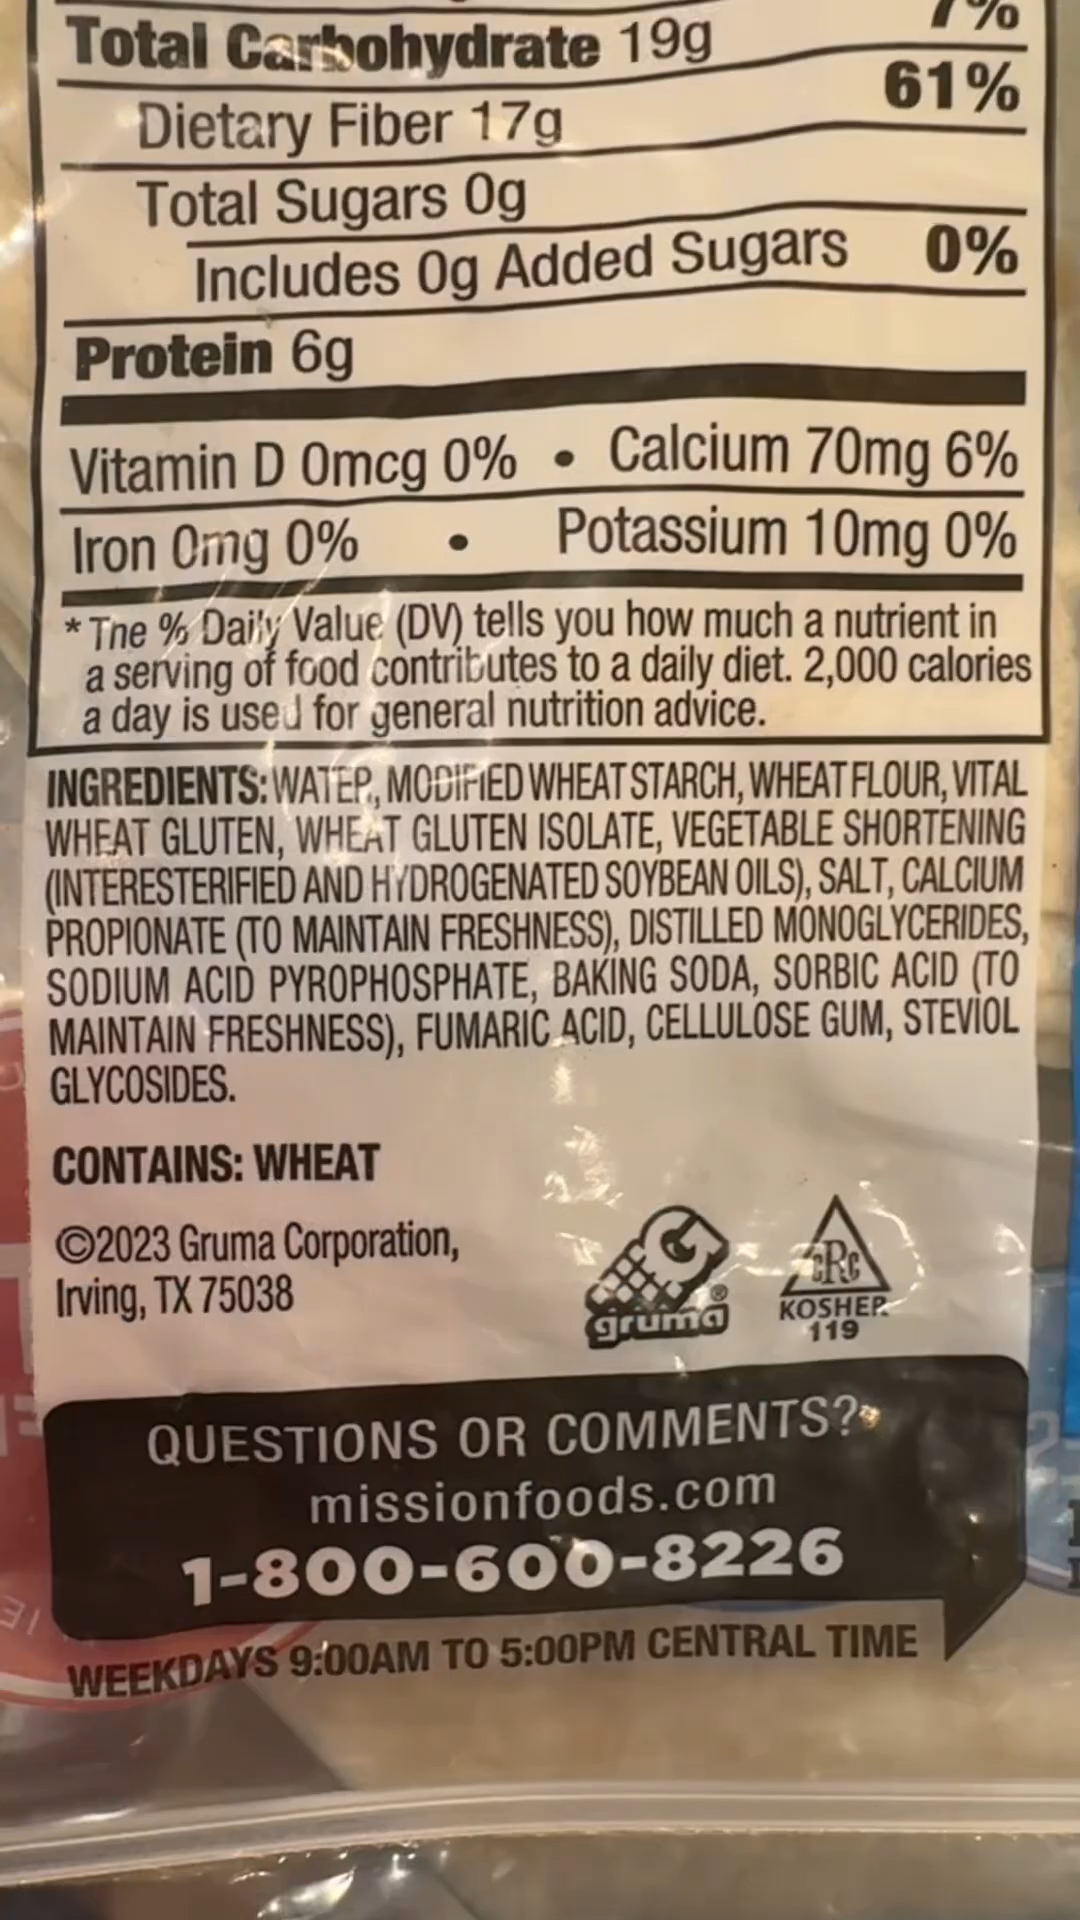 7%
Total Carbohydrate 19g
61%
Dietary Fiber 17g
Total Sugars 0g
Includes 0g Added Sugars 0%
Protein 6g
Vitamin D 0mcg 0% • Calcium 70mg 6%
Iron 0mg 0% • Potassium 10mg 0%
* The % Daily Value (DV) tells you how much a nutrient in
a serving of food contributes to a daily diet. 2,000 calories
a day is used for general nutrition advice.
INGREDIENTS: WATER, MODIFIED WHEAT STARCH, WHEAT FLOUR, VITAL
WHEAT GLUTEN, WHEAT GLUTEN ISOLATE, VEGETABLE SHORTENING
(INTERESTERIFIED AND HYDROGENATED SOYBEAN OILS), SALT, CALCIUM
PROPIONATE (TO MAINTAIN FRESHNESS), DISTILLED MONOGLYCERIDES,
SODIUM ACID PYROPHOSPHATE, BAKING SODA, SORBIC ACID (TO
MAINTAIN FRESHNESS), FUMARIC ACID, CELLULOSE GUM, STEVIOL
GLYCOSIDES.
CONTAINS: WHEAT
©2023 Gruma Corporation,
Irving, TX 75038
G
gruma®
cRc
KOSHER
119
QUESTIONS OR COMMENTS?
missionfoods.com
1-800-600-8226
WEEKDAYS 9:00AM TO 5:00PM CENTRAL TIME